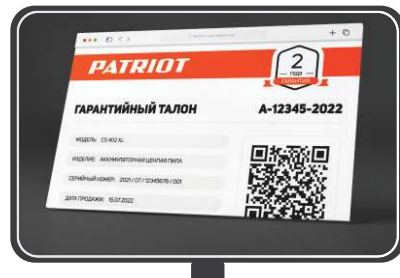 PATRIOT
2
ГОДА
ГАРАНТИЯ
ГАРАНТИЙНЫЙ ТАЛОН
А-12345-2022
МОДЕЛЬ: CS 402 XL
ИЗДЕЛИЕ: АККУМУЛЯТОРНАЯ ЦЕПНАЯ ПИЛА
СЕРИЙНЫЙ НОМЕР: 2021 / 07 / 12345678 / 001
ДАТА ПРОДАЖИ: 15.07.2022